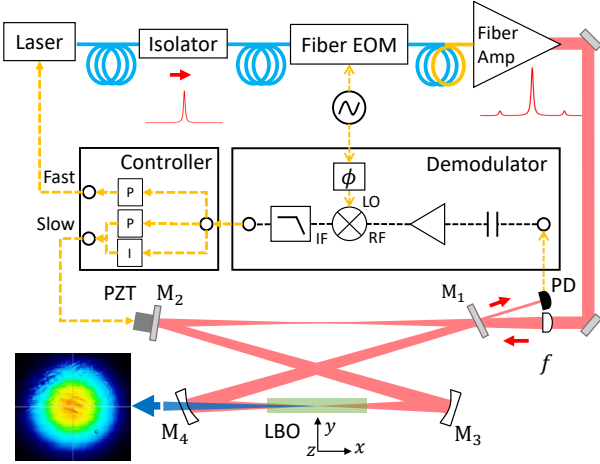 Laser
Isolator
Fiber EOM
Fiber
Amp
Controller
Demodulator
Fast
Slow
P
P
I
ϕ
LO
IF
RF
PZT
M₂
M₁
PD
f
M₄
LBO
y
z
x
M₃